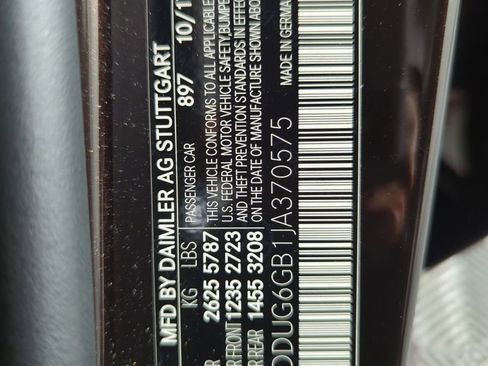 MFD BY DAIMLER AG STUTTGART
897
10/1
KG LBS PASSENGER CAR
2625 5787
FRONT 1235 2723
REAR 1455 3208
THIS VEHICLE CONFORMS TO ALL APPLICABLE
U.S. FEDERAL MOTOR VEHICLE SAFETY, BUMPER
AND THEFT PREVENTION STANDARDS IN EFFECT
ON THE DATE OF MANUFACTURE SHOWN ABOVE
MADE IN GERMAN
DDUG6GB1JA370575